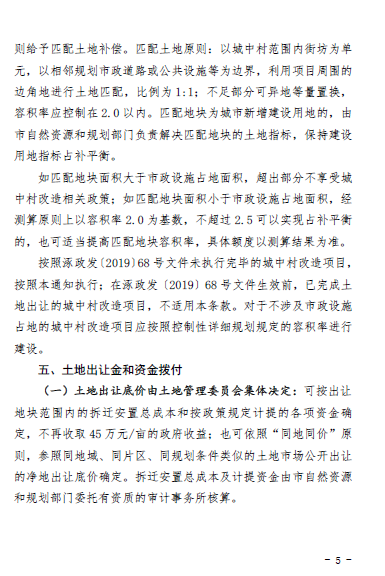 则给予匹配土地补偿。匹配土地原则：以城中村范围内街坊为单
元，以相邻规划市政道路或公共设施等为边界，利用项目周围的
边角地进行土地匹配，比例为 1:1；不足部分可异地等量置换，
容积率应控制在 2.0 以内。匹配地块为城市新增建设用地的，由
市自然资源和规划部门负责解决匹配地块的土地指标，保持建设
用地指标占补平衡。
如匹配地块面积大于市政设施占地面积，超出部分不享受城
中村改造相关政策；如匹配地块面积小于市政设施占地面积，经
测算原则上以容积率 2.0 为基数，不超过 2.5 可以实现占补平衡
的，也可适当提高匹配地块容积率，具体额度以测算结果为准。
按照涿政发〔2019〕68 号文件未执行完毕的城中村改造项目，
按照本通知执行；在涿政发〔2019〕68 号文件生效前，已完成土
地出让的城中村改造项目，不适用本条款。对于不涉及市政设施
占地的城中村改造项目应按照控制性详细规划规定的容积率进行
建设。
五、土地出让金和资金拨付
（一）土地出让底价由土地管理委员会集体决定：可按出让
地块范围内的拆迁安置总成本和按政策规定计提的各项资金确
定，不再收取 45 万元/亩的政府收益；也可依照“同地同价”原
则，参照同地域、同片区、同规划条件类似的土地市场公开出让
的净地出让底价确定。拆迁安置总成本及计提资金由市自然资源
和规划部门委托有资质的审计事务所核算。
- 5 -